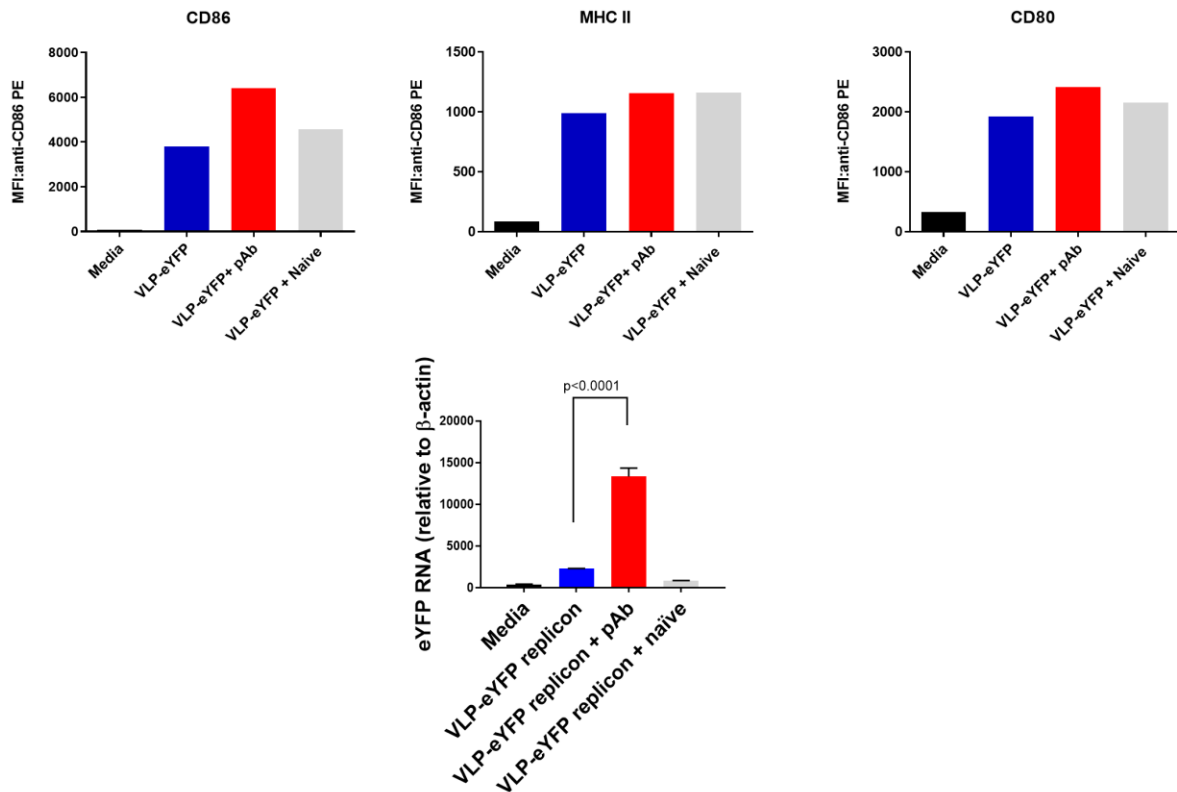 CD86
MFI:anti-CD86 PE
8000
6000
4000
2000
0
Media
VLP-eYFP
VLP-eYFP+ pAb
VLP-eYFP + Naive
MHC II
MFI:anti-CD86 PE
1500
1000
500
0
Media
VLP-eYFP
VLP-eYFP+ pAb
VLP-eYFP + Naive
CD80
MFI:anti-CD86 PE
3000
2000
1000
0
Media
VLP-eYFP
VLP-eYFP+ pAb
VLP-eYFP + Naive
eYFP RNA (relative to β-actin)
p<0.0001
20000
15000
10000
5000
0
Media
VLP-eYFP replicon
VLP-eYFP replicon + pAb
VLP-eYFP replicon + naïve